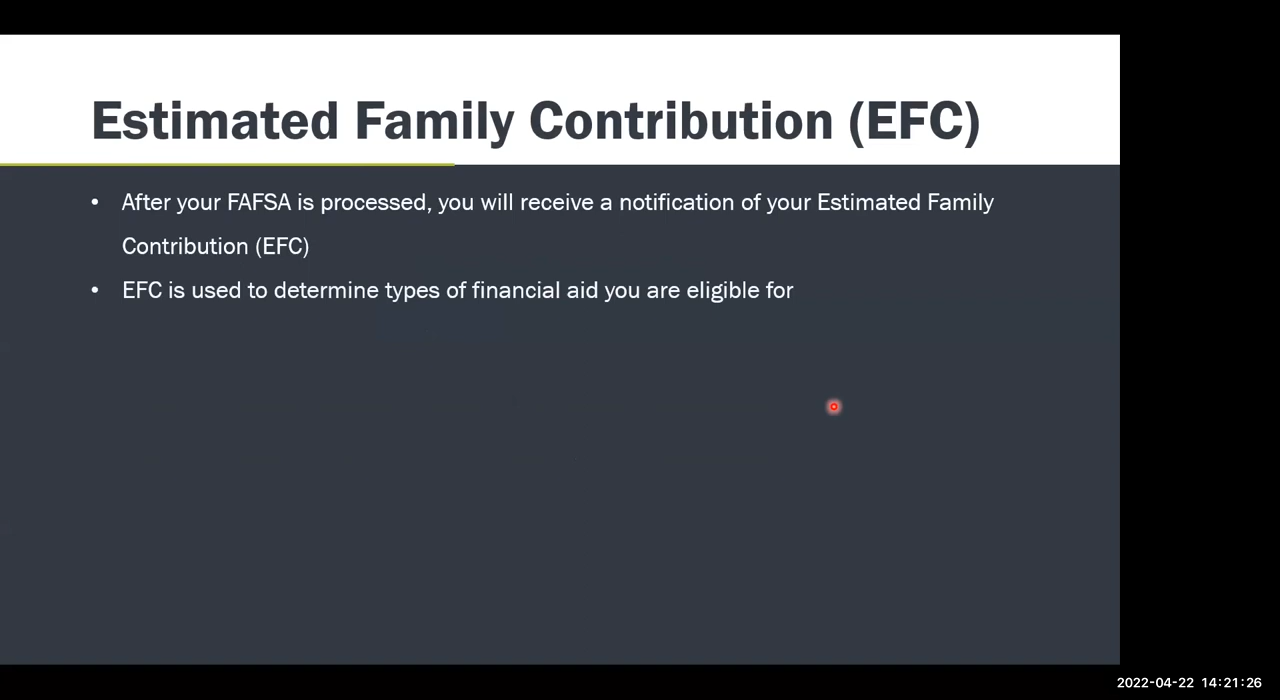 Estimated Family Contribution (EFC)
• After your FAFSA is processed, you will receive a notification of your Estimated Family
Contribution (EFC)
• EFC is used to determine types of financial aid you are eligible for
2022-04-22 14:21:26